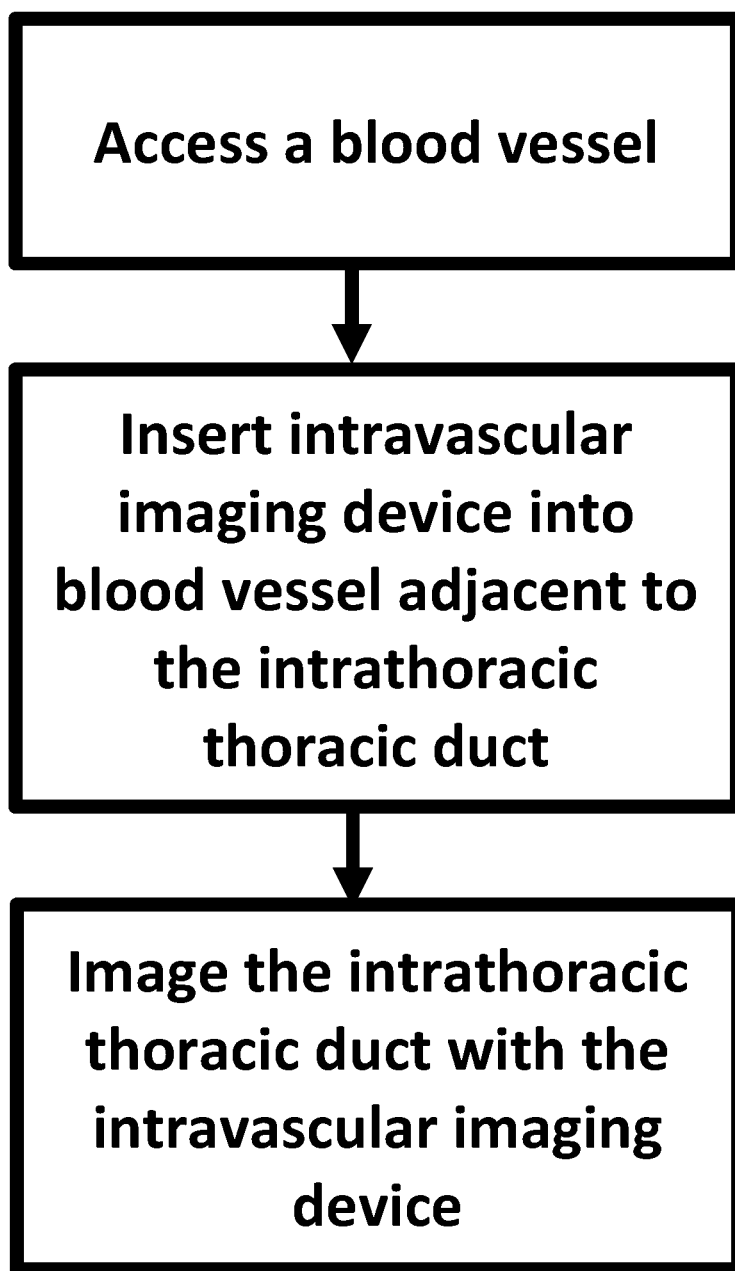 Access a blood vessel
Insert intravascular
imaging device into
blood vessel adjacent to
the intrathoracic
thoracic duct
Image the intrathoracic
thoracic duct with the
intravascular imaging
device